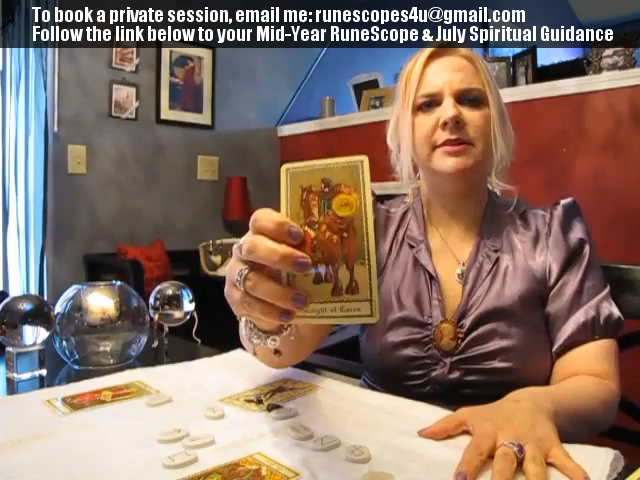 To book a private session, email me: runescopes4u@gmail.com
Follow the link below to your Mid-Year RuneScope & July Spiritual Guidance
Knight of Coins